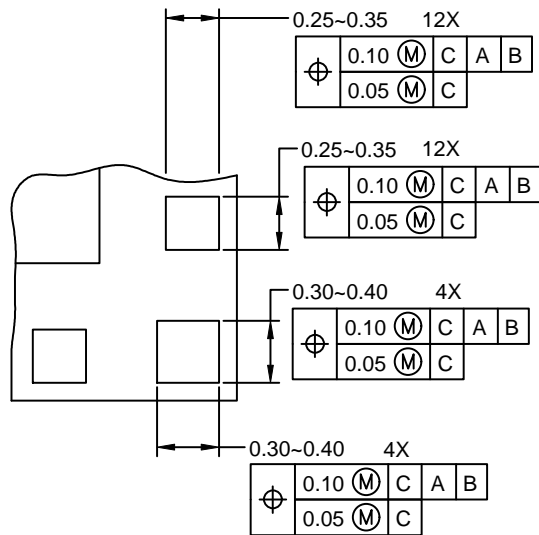 0.25~0.35 12X
⌖ 0.10 Ⓜ C A B
0.05 Ⓜ C
0.25~0.35 12X
⌖ 0.10 Ⓜ C A B
0.05 Ⓜ C
0.30~0.40 4X
⌖ 0.10 Ⓜ C A B
0.05 Ⓜ C
0.30~0.40 4X
⌖ 0.10 Ⓜ C A B
0.05 Ⓜ C